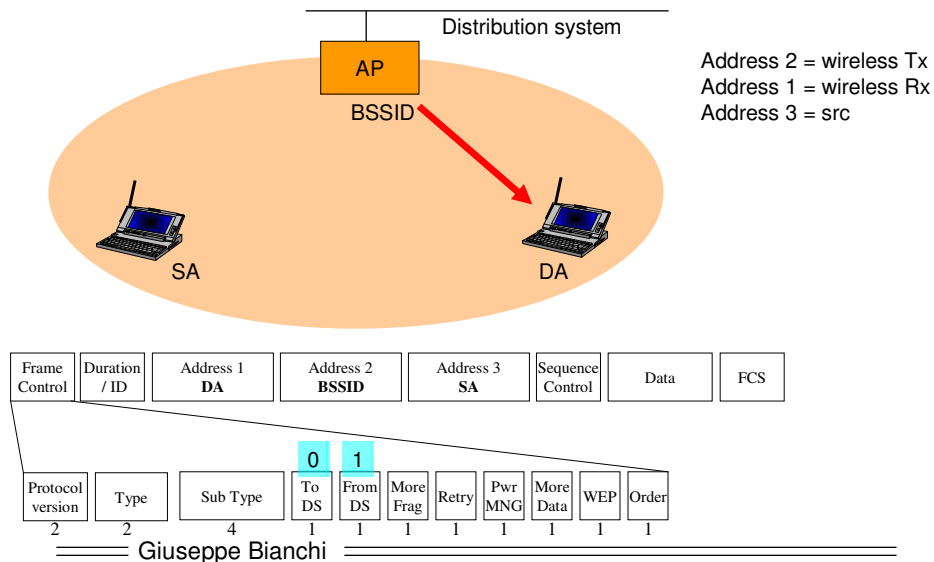 Distribution system
AP
BSSID
Address 2 = wireless Tx
Address 1 = wireless Rx
Address 3 = src
SA
DA
Frame Control
Duration / ID
Address 1 DA
Address 2 BSSID
Address 3 SA
Sequence Control
Data
FCS
0 1
Protocol version
Type
Sub Type
To DS
From DS
More Frag
Retry
Pwr MNG
More Data
WEP
Order
2 2 4 1 1 1 1 1 1 1 1
Giuseppe Bianchi